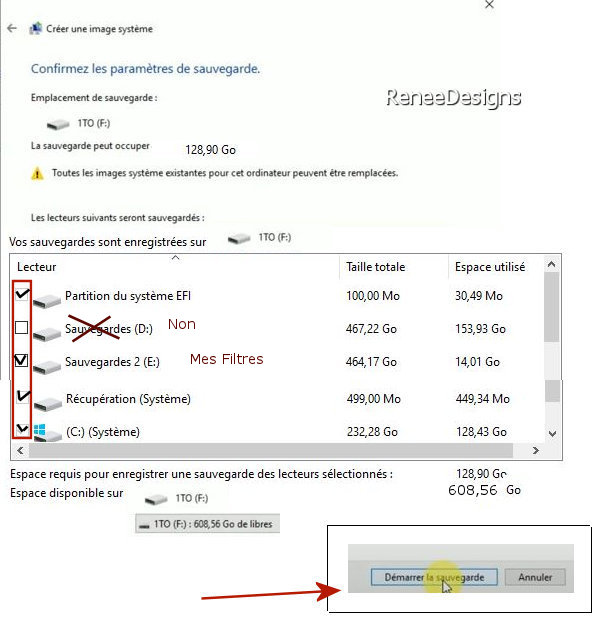 Créer une image système
Confirmez les paramètres de sauvegarde.
Emplacement de sauvegarde :
ReneeDesigns
1TO (F:)
La sauvegarde peut occuper 128,90 Go
Toutes les images système existantes pour cet ordinateur peuvent être remplacées.
Les lecteurs suivants seront sauvegardés :
Vos sauvegardes sont enregistrées sur 1TO (F:)
Lecteur Taille totale Espace utilisé
Partition du système EFI 100,00 Mo 30,49 Mo
Sauvegardes (D:) Non 467,22 Go 153,93 Go
Sauvegardes 2 (E:) Mes Filtres 464,17 Go 14,01 Go
Récupération (Système) 499,00 Mo 449,34 Mo
(C:) (Système) 232,28 Go 128,43 Go
Espace requis pour enregistrer une sauvegarde des lecteurs sélectionnés : 128,90 Go
Espace disponible sur 1TO (F:) 608,56 Go
1TO (F:) : 608,56 Go de libres
Démarrer la sauvegarde Annuler